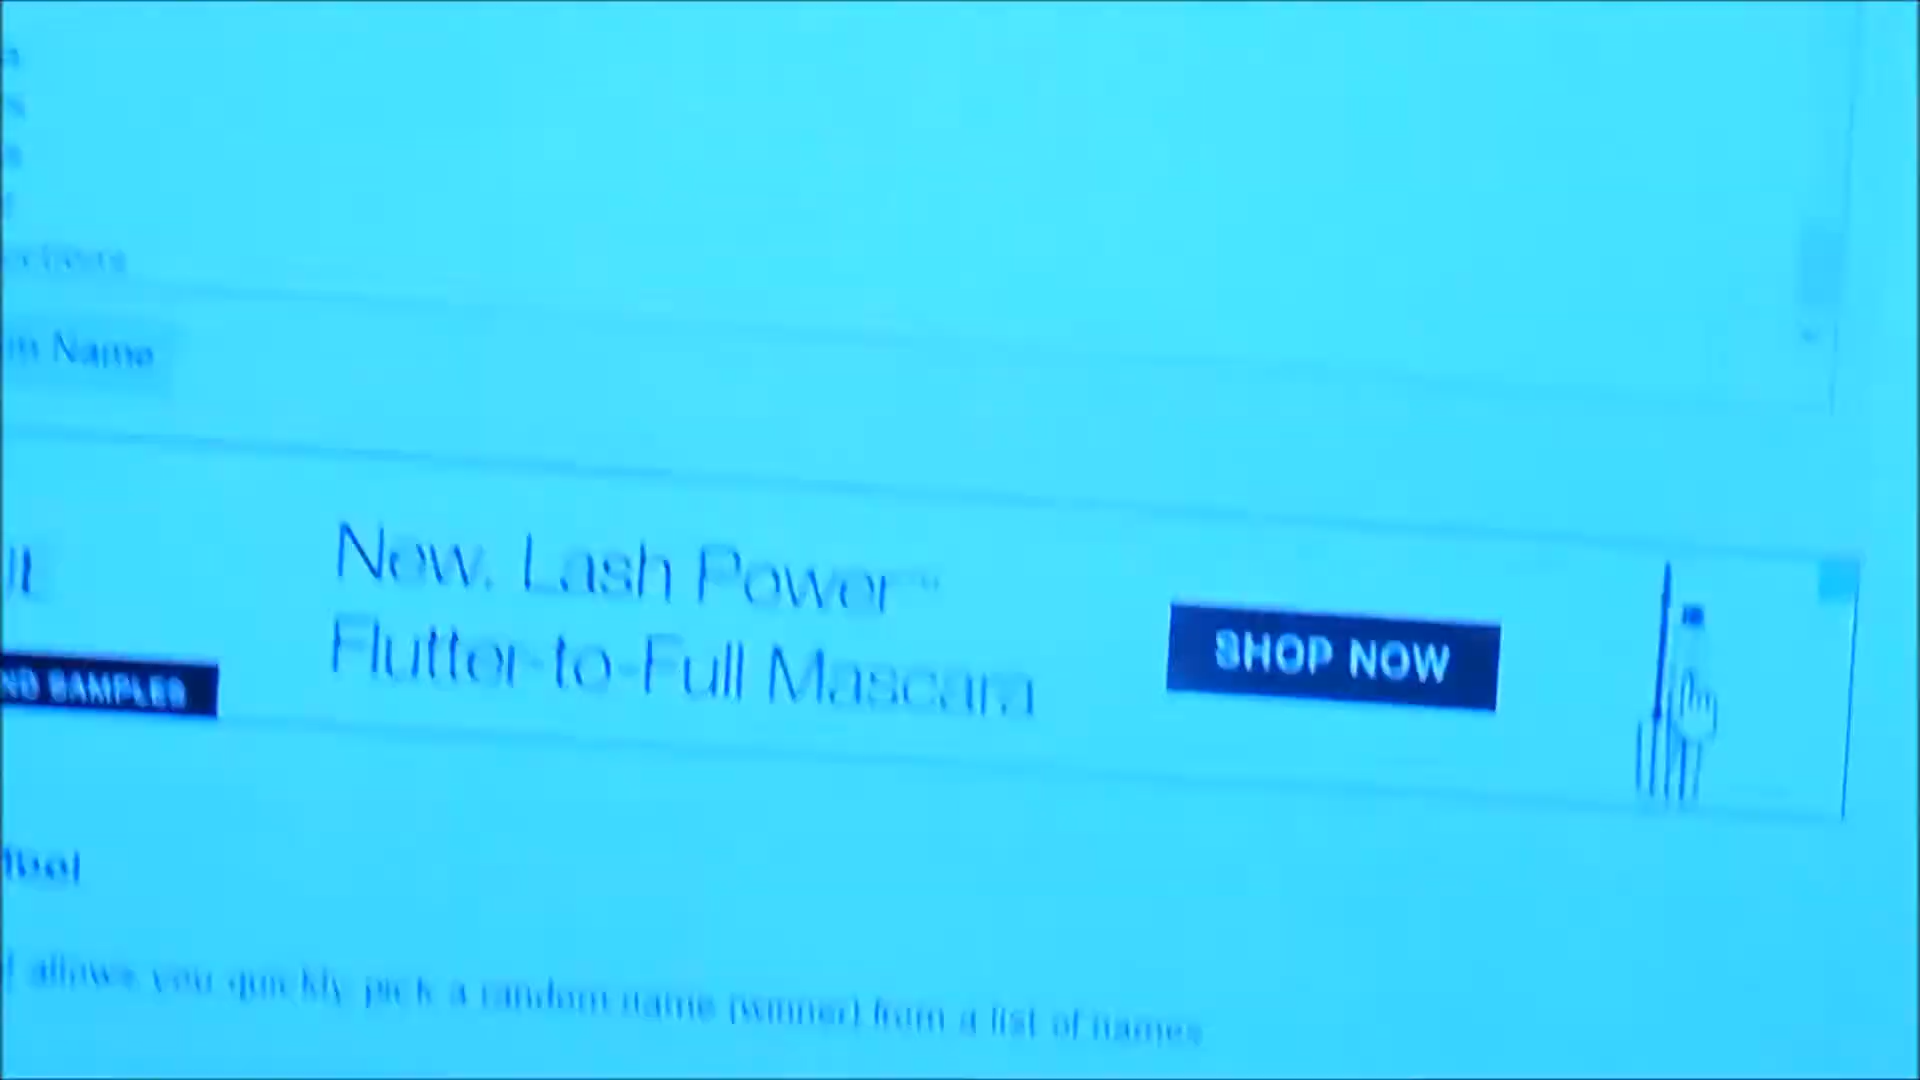 Name
New. Lash Power™
Flutter-to-Full Mascara
SHOP NOW
SAMPLES
allows you quickly pick a random name (winner) from a list of names